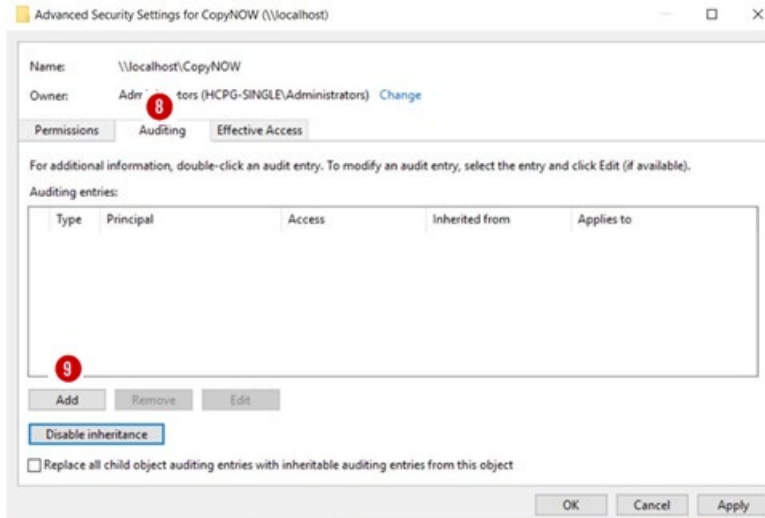 Advanced Security Settings for CopyNOW (\\localhost)
Name: \\localhost\CopyNOW
Owner: Adm tors (HCPG-SINGLE\Administrators) Change
8
Permissions Auditing Effective Access
For additional information, double-click an audit entry. To modify an audit entry, select the entry and click Edit (if available).
Auditing entries:
Type Principal Access Inherited from Applies to
9
Add Remove Edit
Disable inheritance
Replace all child object auditing entries with inheritable auditing entries from this object
OK Cancel Apply